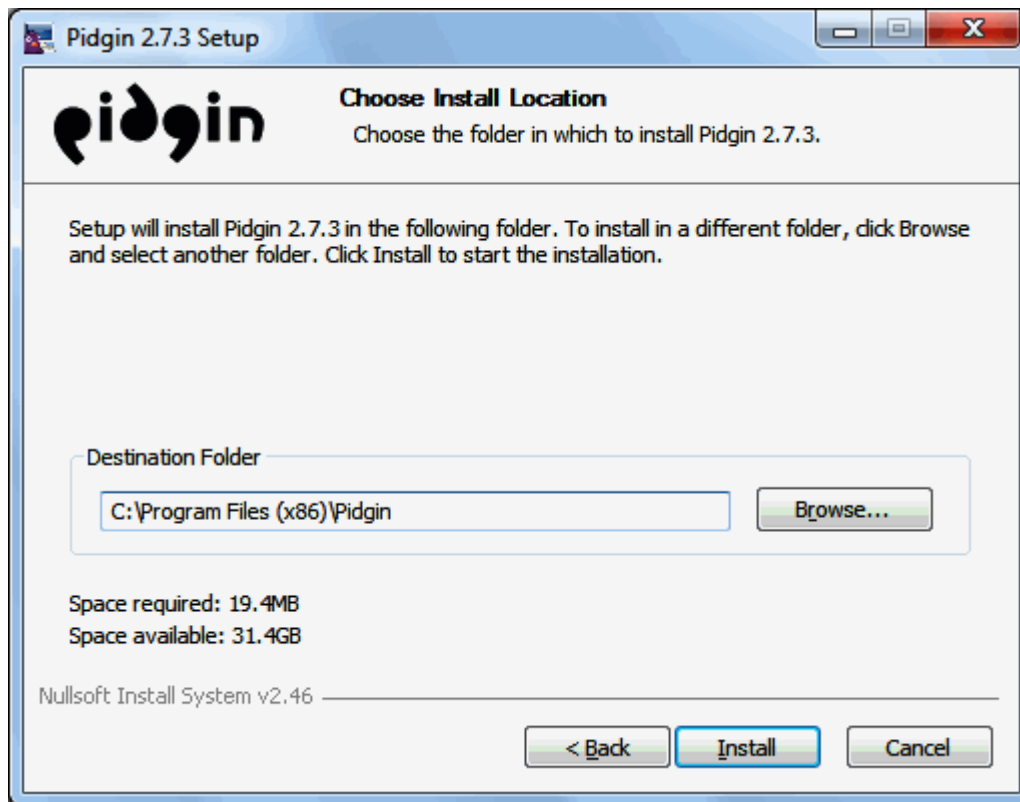 Pidgin 2.7.3 Setup
pidgin
Choose Install Location
Choose the folder in which to install Pidgin 2.7.3.
Setup will install Pidgin 2.7.3 in the following folder. To install in a different folder, click Browse
and select another folder. Click Install to start the installation.
Destination Folder
C:\Program Files (x86)\Pidgin
Browse...
Space required: 19.4MB
Space available: 31.4GB
Nullsoft Install System v2.46
< Back
Install
Cancel